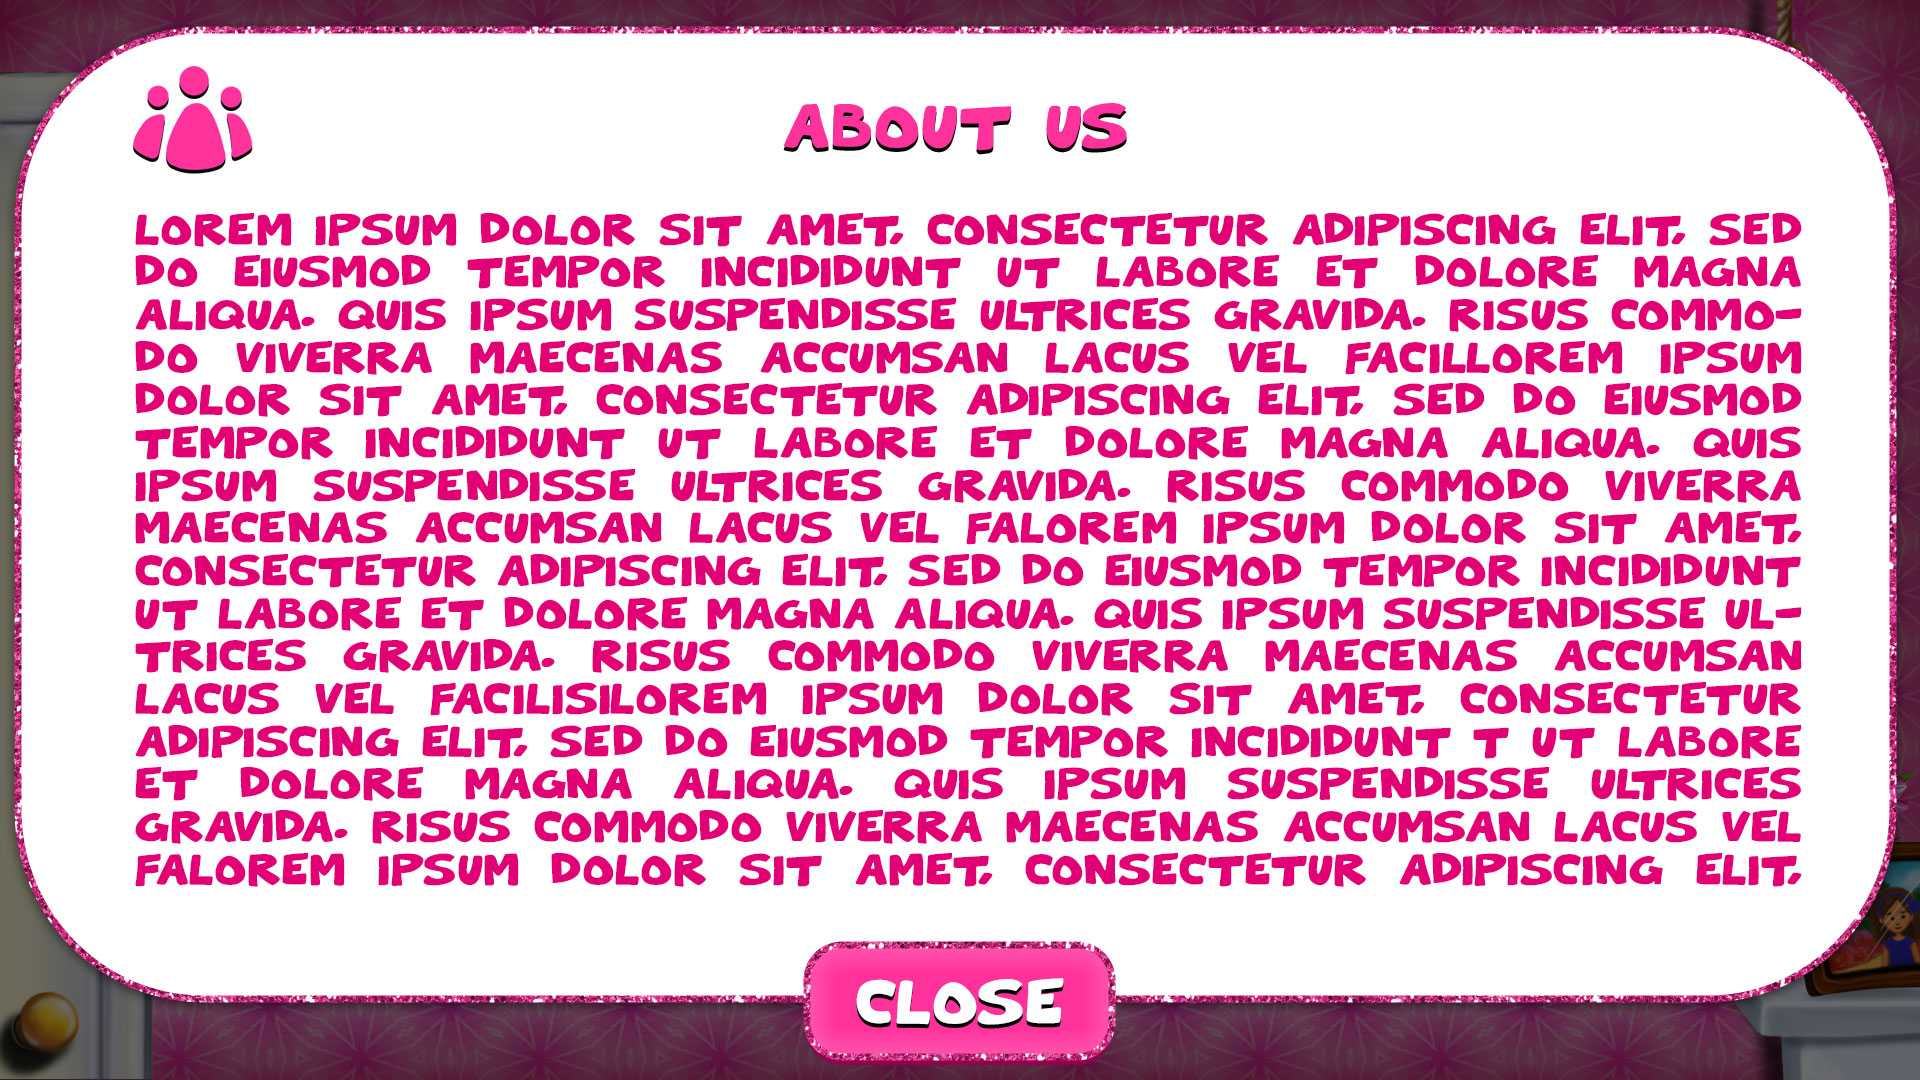 ABOUT US
LOREM IPSUM DOLOR SIT AMET, CONSECTETUR ADIPISCING ELIT, SED
DO EIUSMOD TEMPOR INCIDIDUNT UT LABORE ET DOLORE MAGNA
ALIQUA. QUIS IPSUM SUSPENDISSE ULTRICES GRAVIDA. RISUS COMMO-
DO VIVERRA MAECENAS ACCUMSAN LACUS VEL FACILLOREM IPSUM
DOLOR SIT AMET, CONSECTETUR ADIPISCING ELIT, SED DO EIUSMOD
TEMPOR INCIDIDUNT UT LABORE ET DOLORE MAGNA ALIQUA. QUIS
IPSUM SUSPENDISSE ULTRICES GRAVIDA. RISUS COMMODO VIVERRA
MAECENAS ACCUMSAN LACUS VEL FALOREM IPSUM DOLOR SIT AMET,
CONSECTETUR ADIPISCING ELIT, SED DO EIUSMOD TEMPOR INCIDIDUNT
UT LABORE ET DOLORE MAGNA ALIQUA. QUIS IPSUM SUSPENDISSE UL-
TRICES GRAVIDA. RISUS COMMODO VIVERRA MAECENAS ACCUMSAN
LACUS VEL FACILISILOREM IPSUM DOLOR SIT AMET, CONSECTETUR
ADIPISCING ELIT, SED DO EIUSMOD TEMPOR INCIDIDUNT T UT LABORE
ET DOLORE MAGNA ALIQUA. QUIS IPSUM SUSPENDISSE ULTRICES
GRAVIDA. RISUS COMMODO VIVERRA MAECENAS ACCUMSAN LACUS VEL
FALOREM IPSUM DOLOR SIT AMET, CONSECTETUR ADIPISCING ELIT,
CLOSE